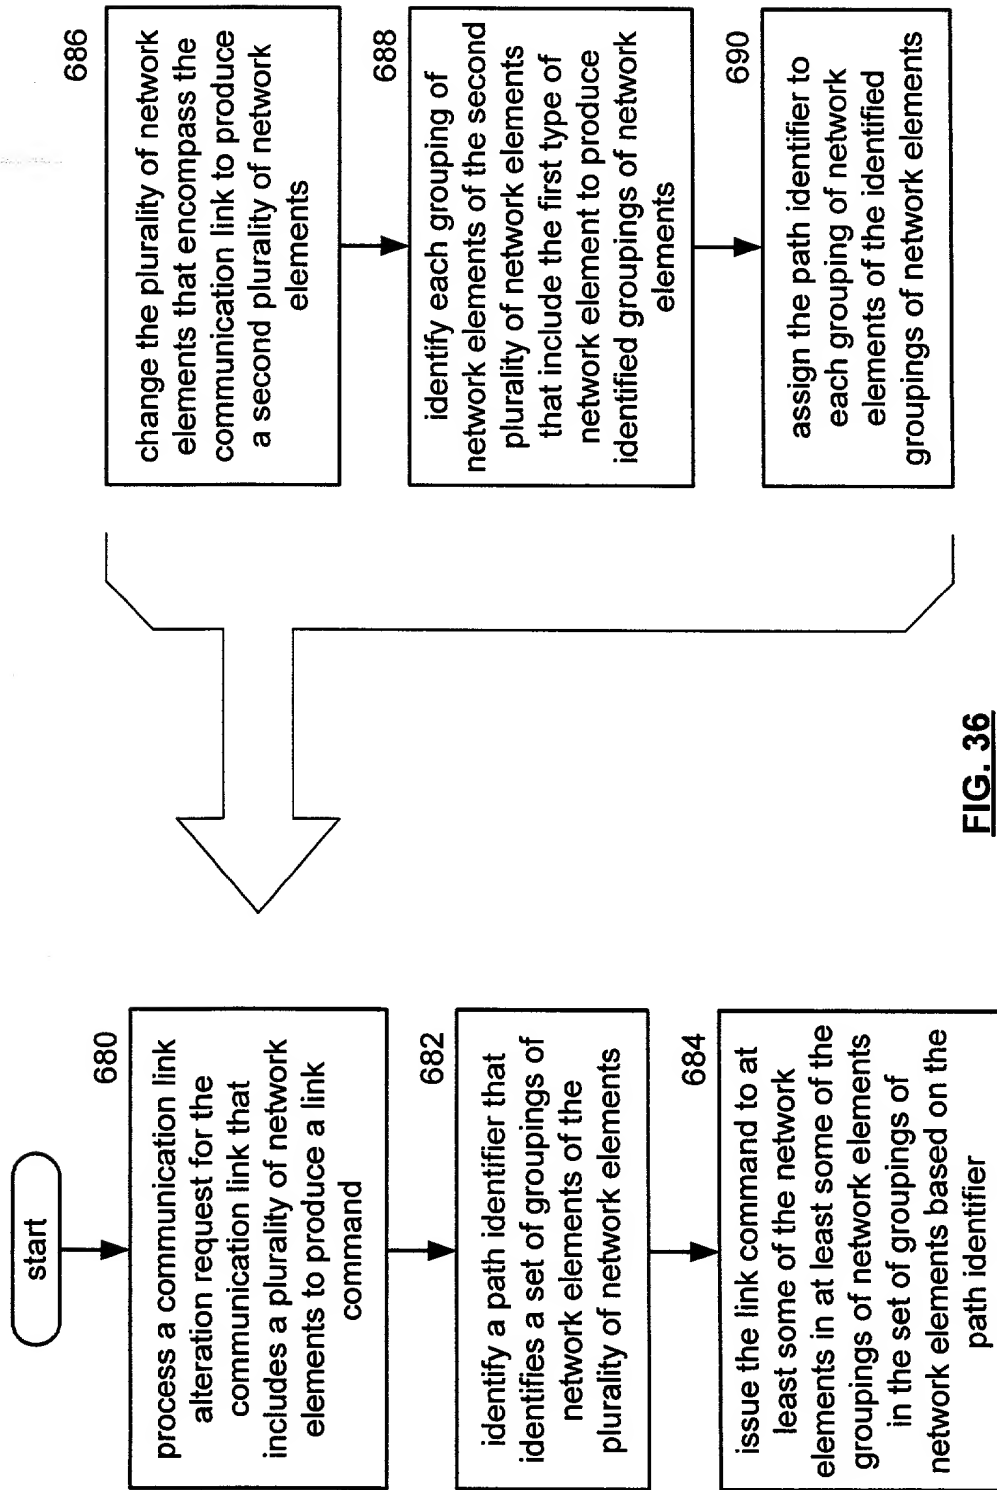 start
680
process a communication link
alteration request for the
communication link that
includes a plurality of network
elements to produce a link
command
682
identify a path identifier that
identifies a set of groupings of
network elements of the
plurality of network elements
684
issue the link command to at
least some of the network
elements in at least some of the
groupings of network elements
in the set of groupings of
network elements based on the
path identifier
686
change the plurality of network
elements that encompass the
communication link to produce
a second plurality of network
elements
688
identify each grouping of
network elements of the second
plurality of network elements
that include the first type of
network element to produce
identified groupings of network
elements
690
assign the path identifier to
each grouping of network
elements of the identified
groupings of network elements
FIG. 36